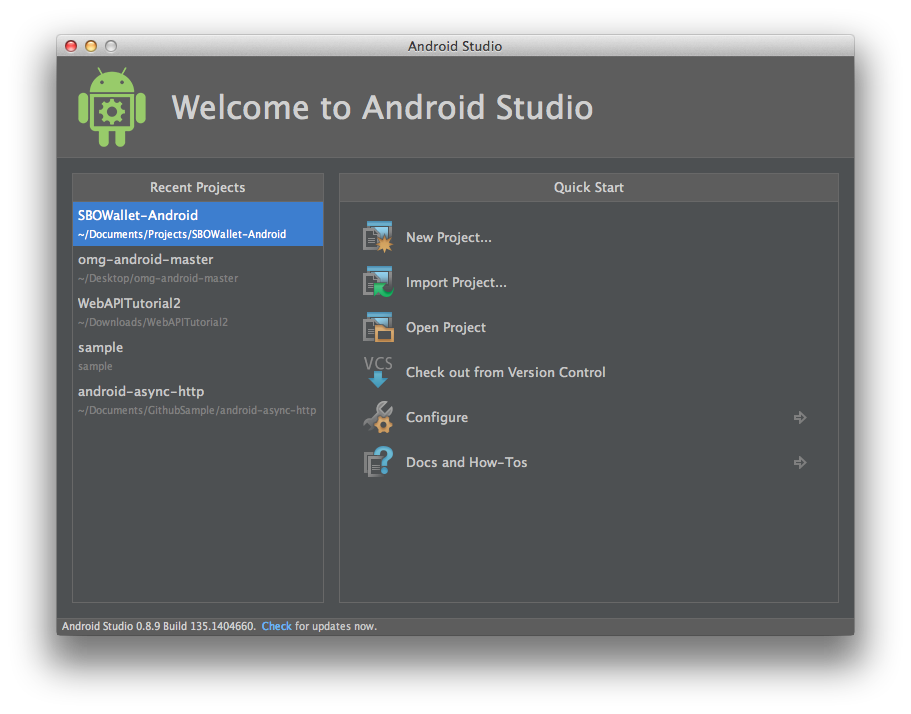 Android Studio
Welcome to Android Studio
Recent Projects
SBOWallet-Android
~/Documents/Projects/SBOWallet-Android
omg-android-master
~/Desktop/omg-android-master
WebAPITutorial2
~/Downloads/WebAPITutorial2
sample
sample
android-async-http
~/Documents/GithubSample/android-async-http
Quick Start
New Project...
Import Project...
Open Project
VCS
Check out from Version Control
Configure
Docs and How-Tos
Android Studio 0.8.9 Build 135.1404660. Check for updates now.